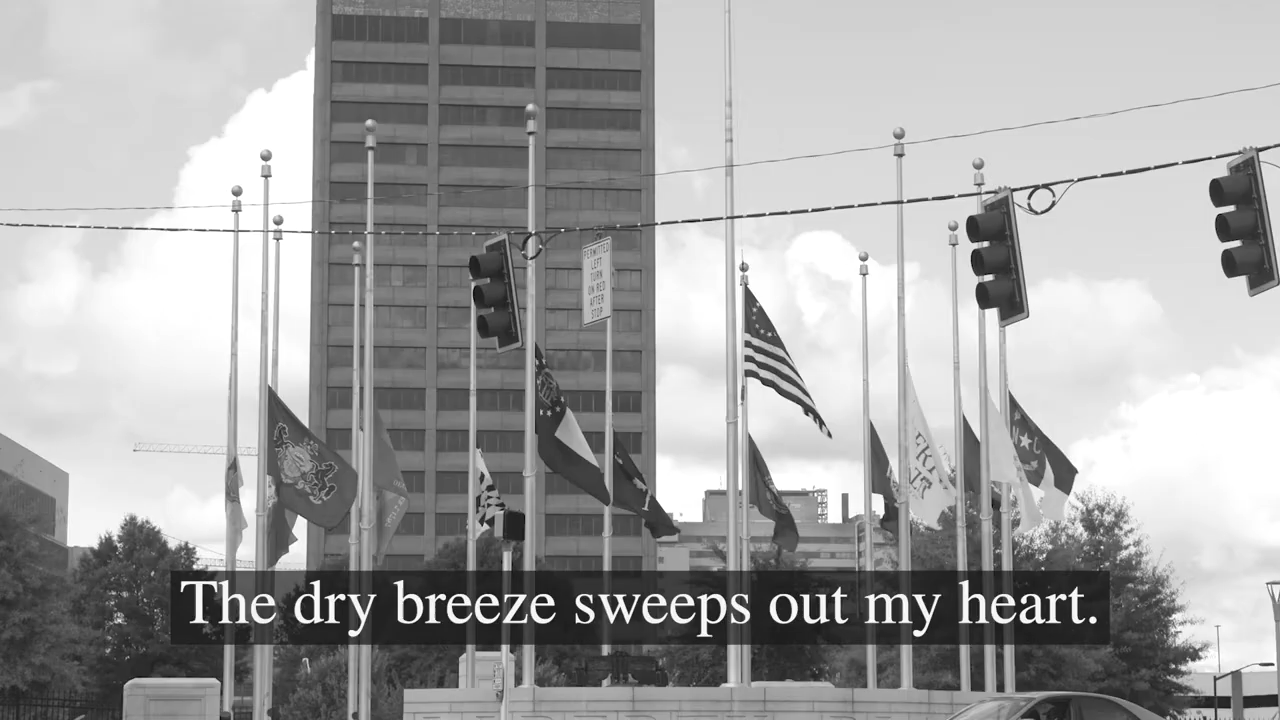 PERMITTED
LEFT
TURN
ON RED
AFTER
STOP
The dry breeze sweeps out my heart.